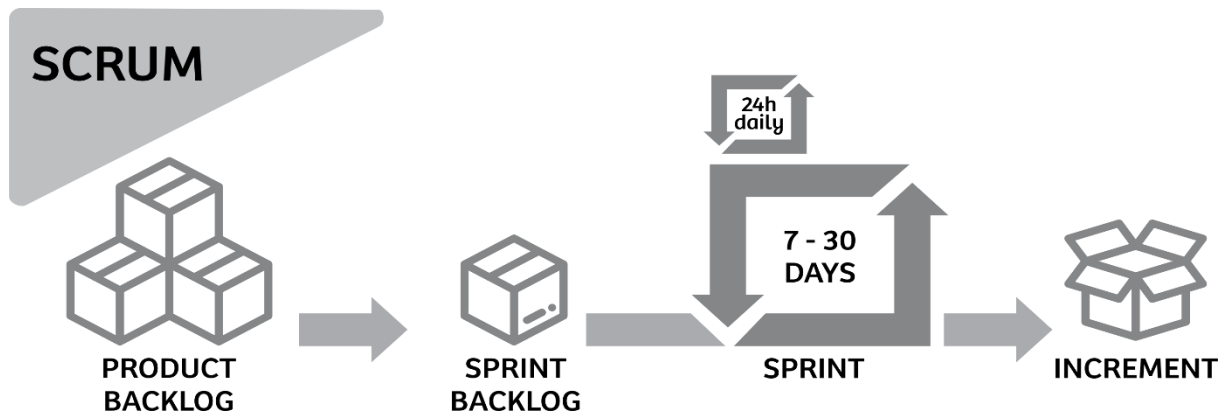 SCRUM
24h
daily
7 - 30
DAYS
PRODUCT
BACKLOG
SPRINT
BACKLOG
SPRINT
INCREMENT